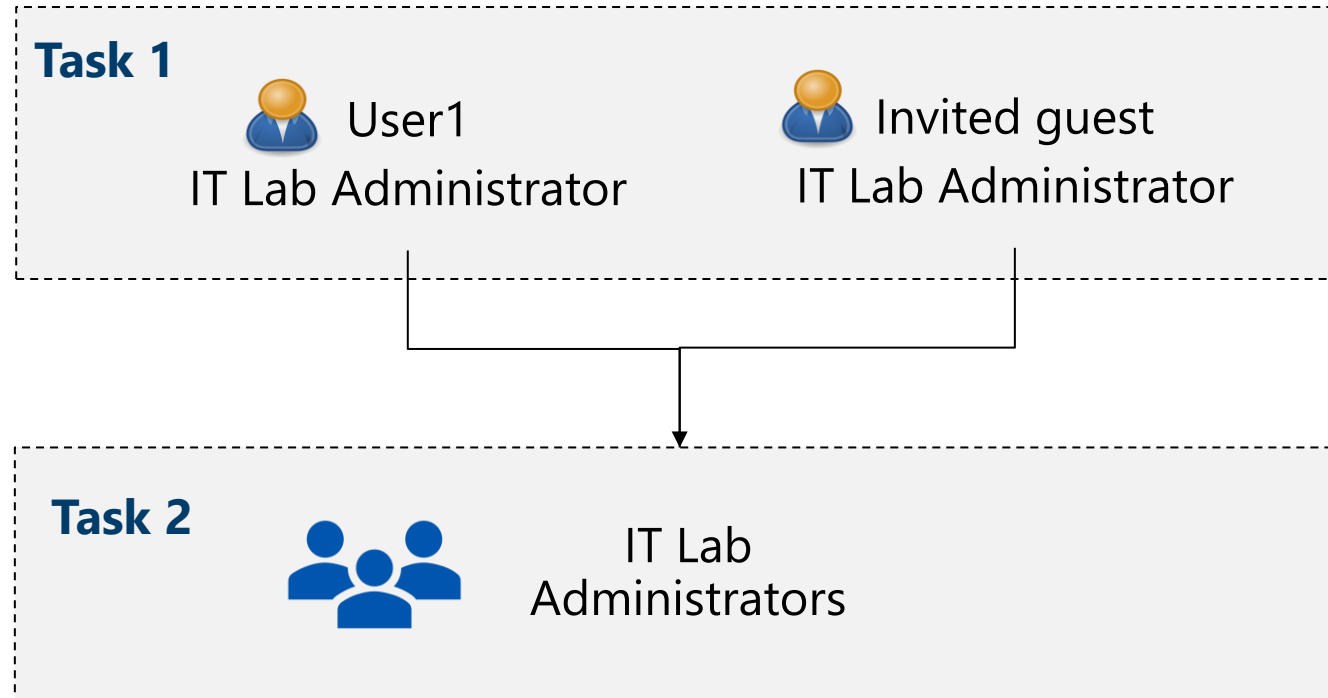 Task 1
User1
IT Lab Administrator
Invited guest
IT Lab Administrator
Task 2
IT Lab
Administrators